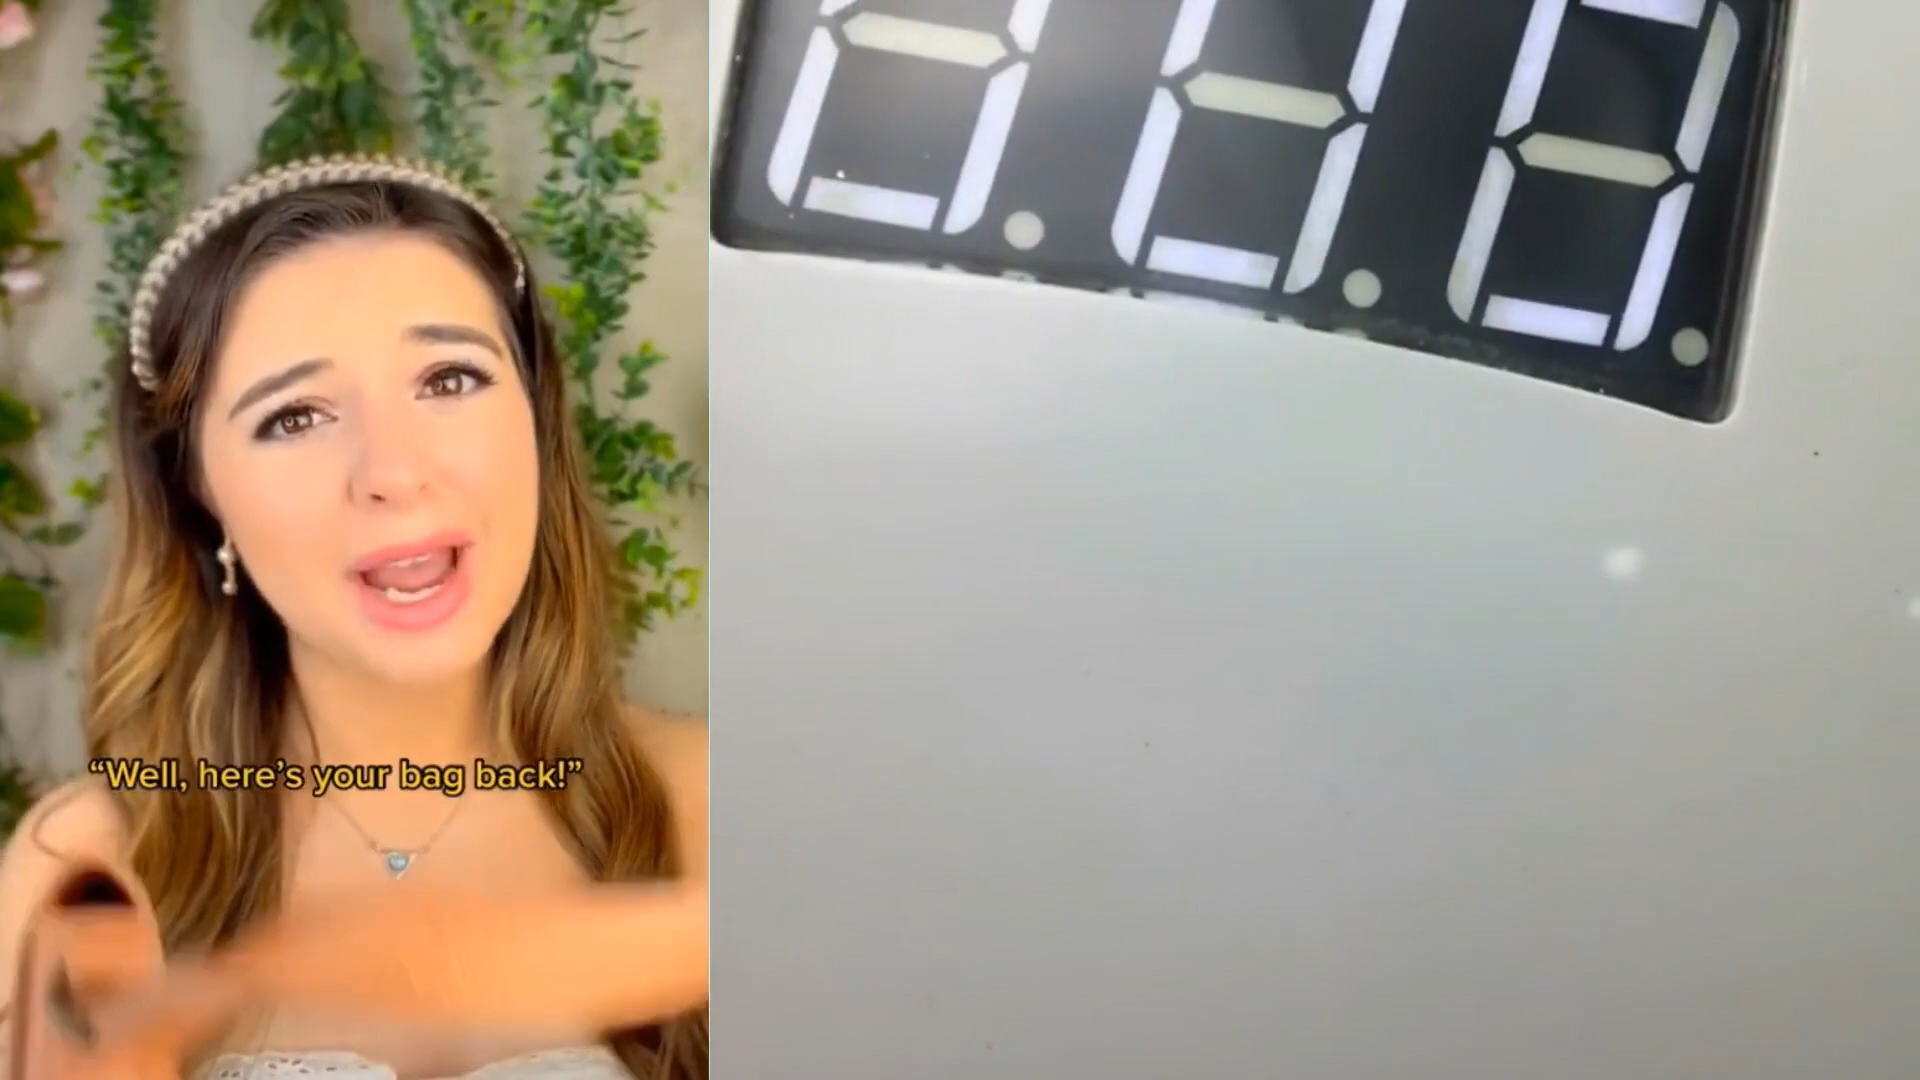 “Well, here’s your bag back!”